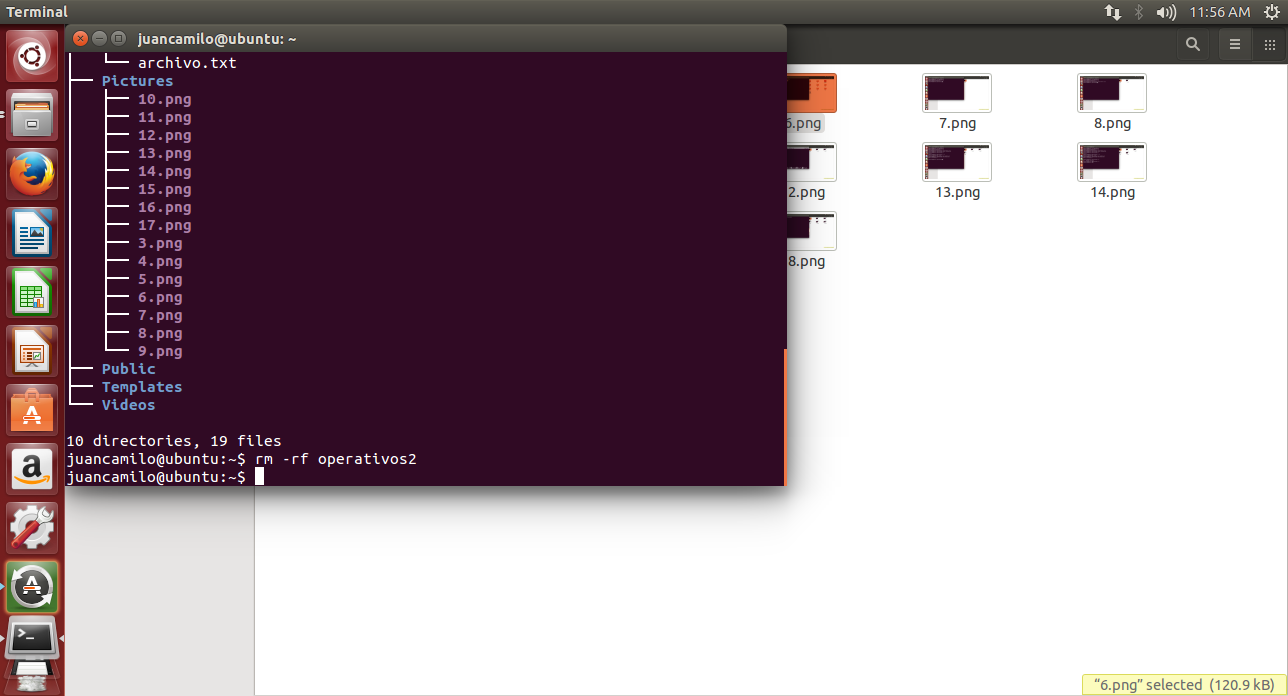 Terminal
11:56 AM
juancamilo@ubuntu: ~
archivo.txt
Pictures
10.png
11.png
12.png
13.png
14.png
15.png
16.png
17.png
3.png
4.png
5.png
6.png
7.png
8.png
9.png
Public
Templates
Videos
10 directories, 19 files
juancamilo@ubuntu:~$ rm -rf operativos2
juancamilo@ubuntu:~$
6.png
7.png
8.png
2.png
13.png
14.png
8.png
“6.png” selected (120.9 kB)